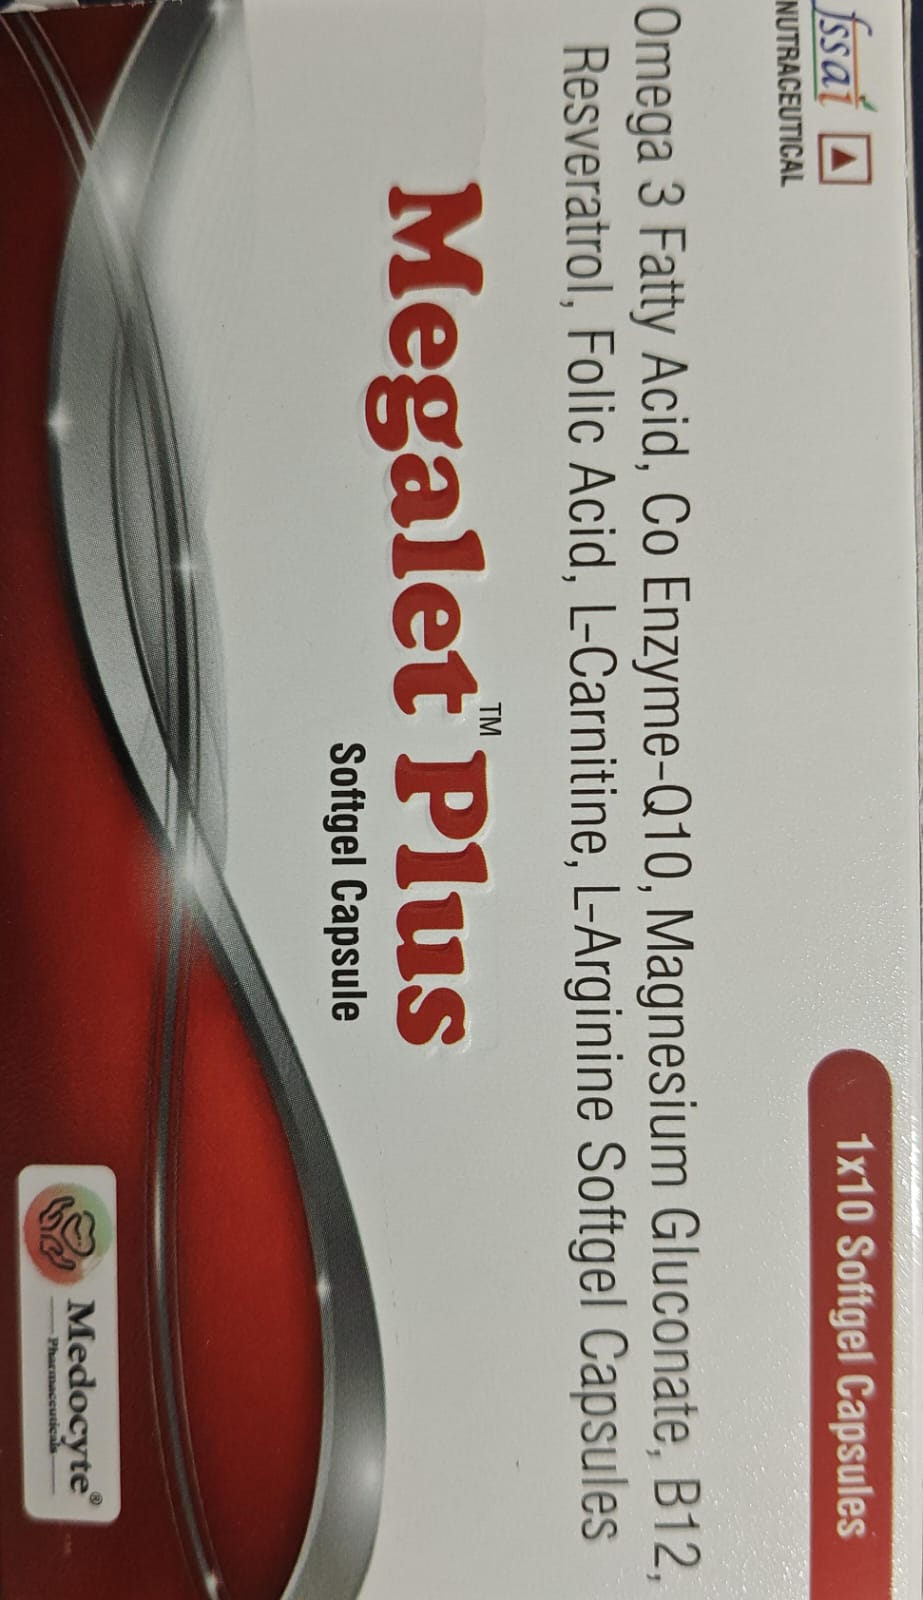 fssai
NUTRACEUTICAL
1x10 Softgel Capsules
Omega 3 Fatty Acid, Co Enzyme-Q10, Magnesium Gluconate, B12,
Resveratrol, Folic Acid, L-Carnitine, L-Arginine Softgel Capsules
Megalet™ Plus
Softgel Capsule
Medocyte®
Pharmaceuticals